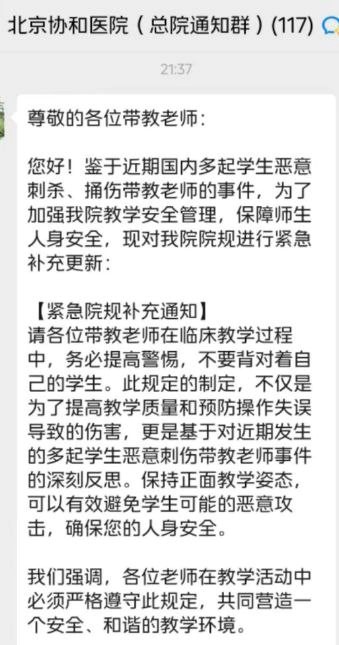 北京协和医院（总院通知群）(117)
21:37
尊敬的各位带教老师：
您好！鉴于近期国内多起学生恶意
刺杀、捅伤带教老师的事件，为了
加强我院教学安全管理，保障师生
人身安全，现对我院院规进行紧急
补充更新：
【紧急院规补充通知】
请各位带教老师在临床教学过程
中，务必提高警惕，不要背对着自
己的学生。此规定的制定，不仅是
为了提高教学质量和预防操作失误
导致的伤害，更是基于对近期发生
的多起学生恶意刺伤带教老师事件
的深刻反思。保持正面教学姿态，
可以有效避免学生可能的恶意攻
击，确保您的人身安全。
我们强调，各位老师在教学活动中
必须严格遵守此规定，共同营造一
个安全、和谐的教学环境。